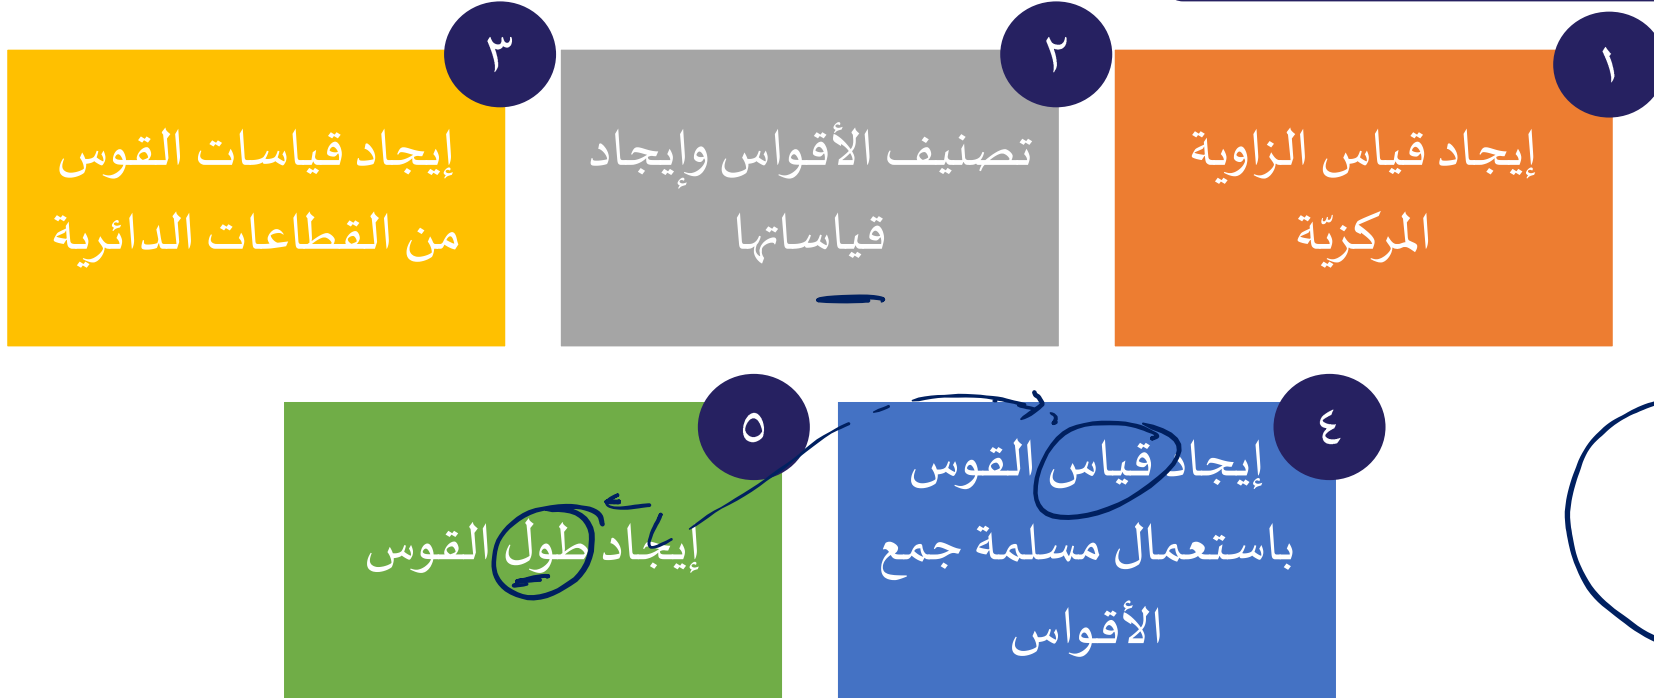 ١
إيجاد قياس الزاوية
المركزيّة
٢
تصنيف الأقواس وإيجاد
قياساتها
٣
إيجاد قياسات القوس
من القطاعات الدائرية
٤
إيجاد قياس القوس
باستعمال مسلمة جمع
الأقواس
٥
إيجاد طول القوس